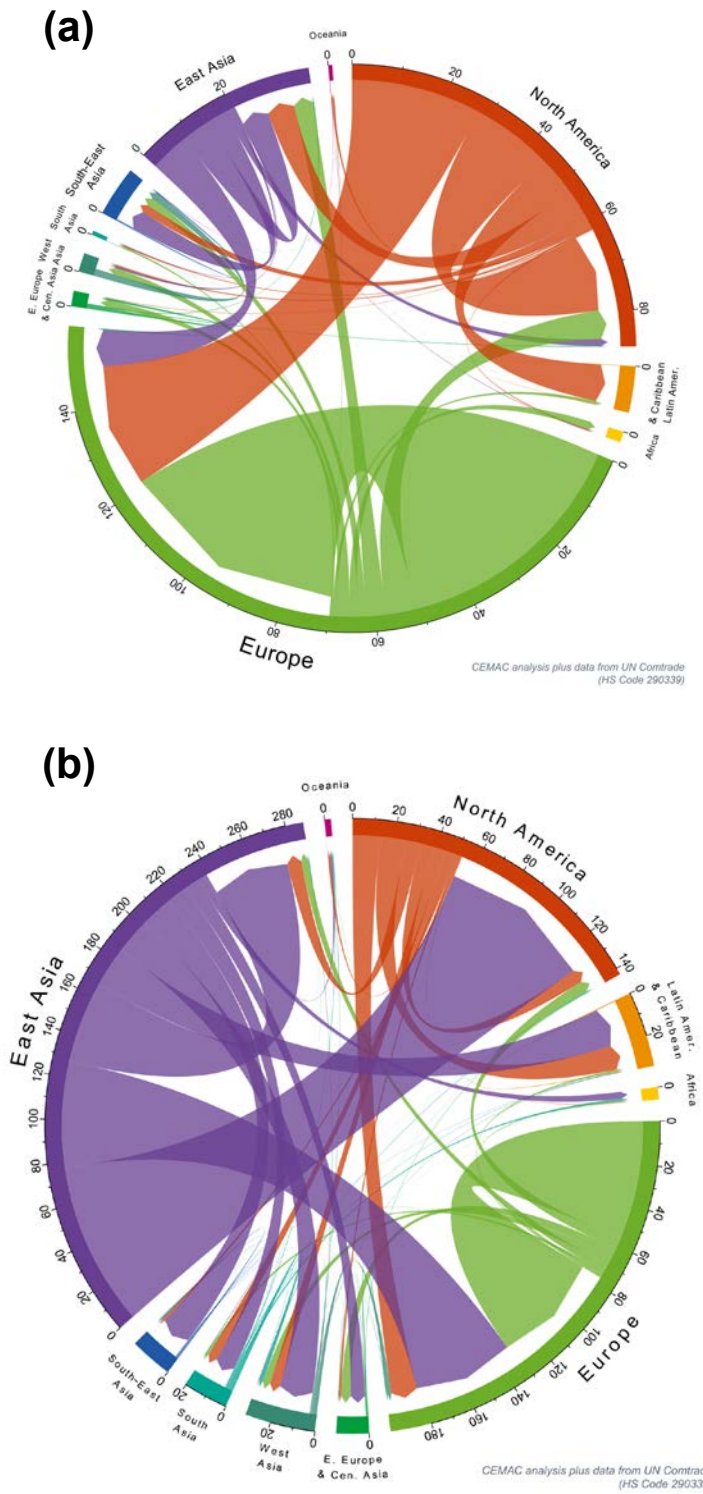 (a)
Oceania
0
0
20
North America
40
60
80
East Asia
20
0
South-East
Asia
0
South
Asia
0
West
Asia
0
E. Europe
& Cen. Asia
0
0
Latin Amer.
& Caribbean
0
Africa
0
20
40
60
80
100
120
140
Europe
CEMAC analysis plus data from UN Comtrade
(HS Code 290339)
(b)
Oceania
0
0
20
40
60
80
100
120
140
North America
0
20
Latin Amer.
& Caribbean
0
Africa
0
20
40
60
80
100
120
140
160
180
Europe
East Asia
280
260
240
220
200
180
160
140
120
100
80
60
40
20
0
South-East
Asia
0
South
Asia
20
0
West
Asia
20
0
E. Europe
& Cen. Asia
0
CEMAC analysis plus data from UN Comtrad
(HS Code 29033